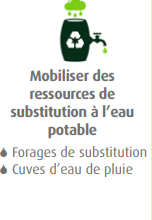 Mobiliser des
ressources de
substitution à l'eau
potable
Forages de substitution
Cuves d'eau de pluie